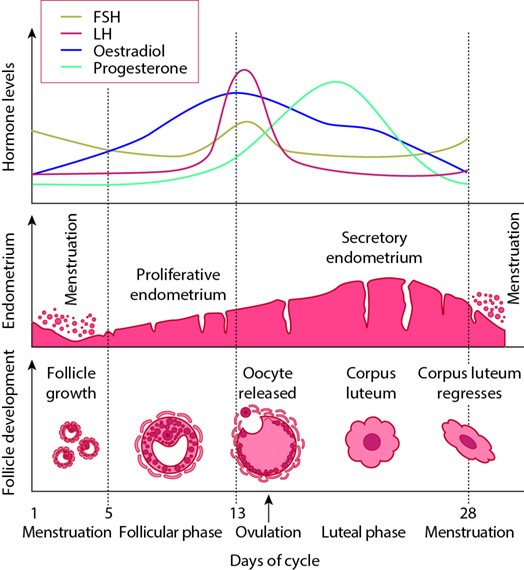 FSH
LH
Oestradiol
Progesterone
Hormone levels
Endometrium
Menstruation
Proliferative
endometrium
Secretory
endometrium
Menstruation
Follicle development
Follicle
growth
Oocyte
released
Corpus
luteum
Corpus luteum
regresses
1 5 13 28
Menstruation Follicular phase Ovulation Luteal phase Menstruation
Days of cycle